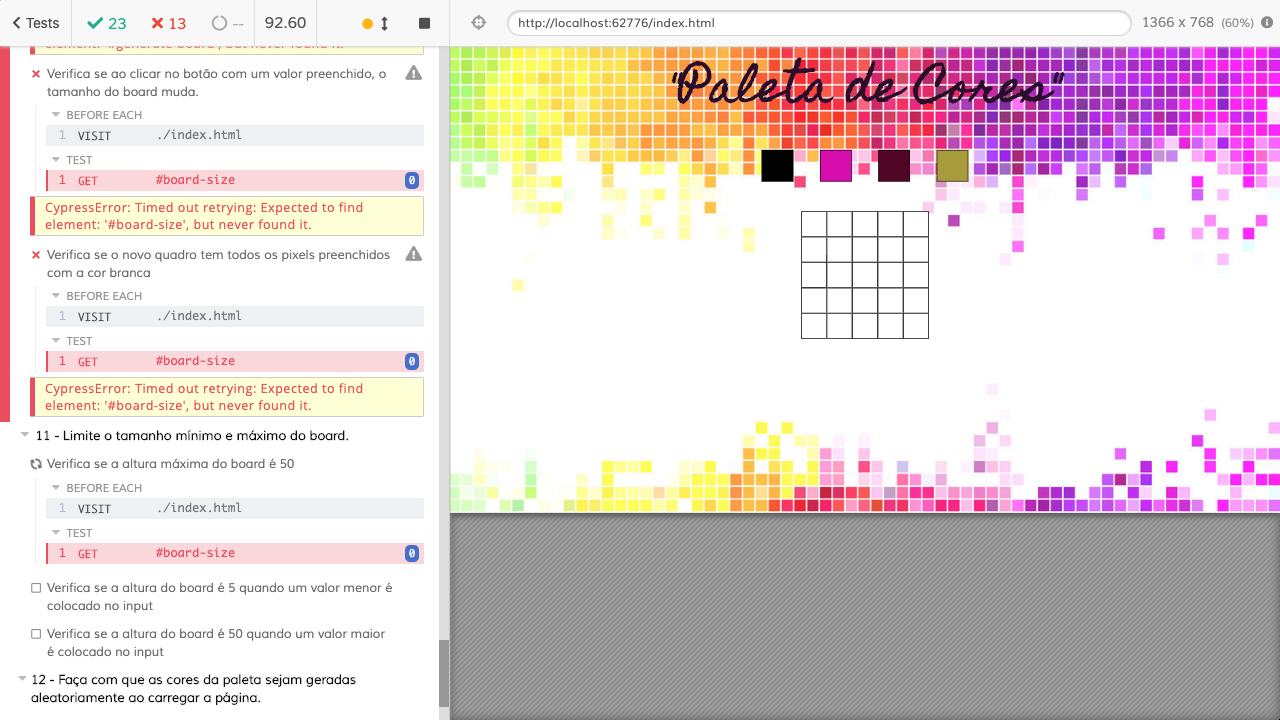 Tests 23 13 -- 92.60
http://localhost:62776/index.html 1366 x 768 (60%)
element: '#generate-board', but never found it.
Verifica se ao clicar no botão com um valor preenchido, o
tamanho do board muda.
BEFORE EACH
1 VISIT ./index.html
TEST
1 GET #board-size 0
CypressError: Timed out retrying: Expected to find
element: '#board-size', but never found it.
Verifica se o novo quadro tem todos os pixels preenchidos
com a cor branca
BEFORE EACH
1 VISIT ./index.html
TEST
1 GET #board-size 0
CypressError: Timed out retrying: Expected to find
element: '#board-size', but never found it.
11 - Limite o tamanho mínimo e máximo do board.
Verifica se a altura máxima do board é 50
BEFORE EACH
1 VISIT ./index.html
TEST
1 GET #board-size 0
Verifica se a altura do board é 5 quando um valor menor é
colocado no input
Verifica se a altura do board é 50 quando um valor maior
é colocado no input
12 - Faça com que as cores da paleta sejam geradas
aleatoriamente ao carregar a página.
"Paleta de Cores"